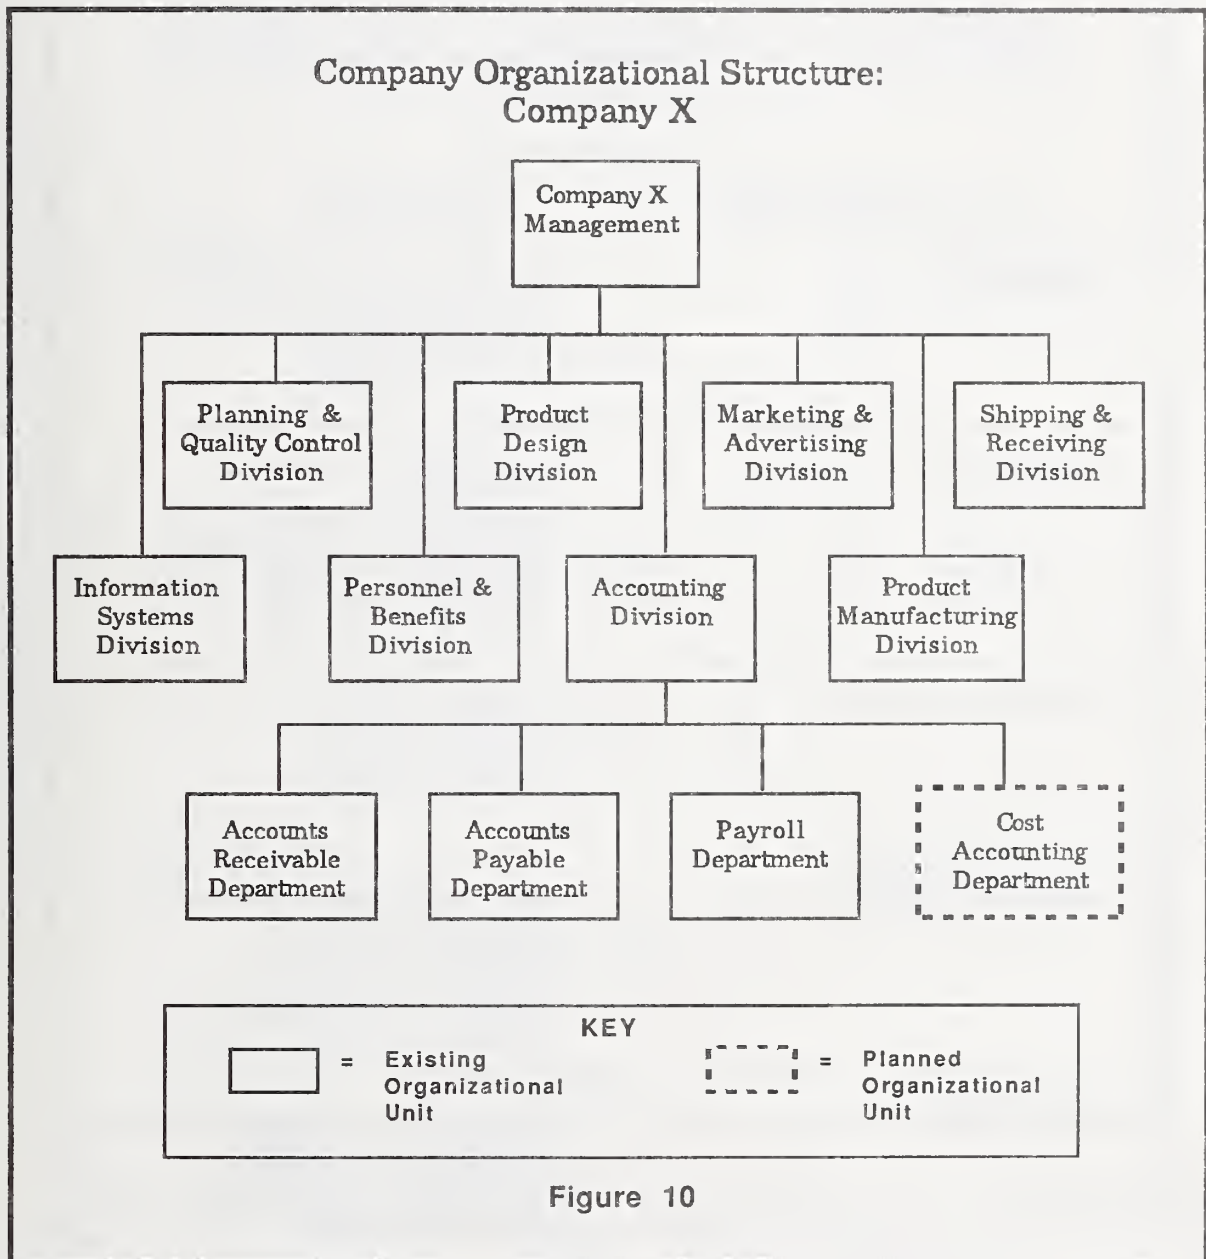 Company Organizational Structure:
Company X
Company X
Management
Planning &
Quality Control
Division
Product
Design
Division
Marketing &
Advertising
Division
Shipping &
Receiving
Division
Information
Systems
Division
Personnel &
Benefits
Division
Accounting
Division
Product
Manufacturing
Division
Accounts
Receivable
Department
Accounts
Payable
Department
Payroll
Department
Cost
Accounting
Department
KEY
= Existing
Organizational
Unit
= Planned
Organizational
Unit
Figure 10